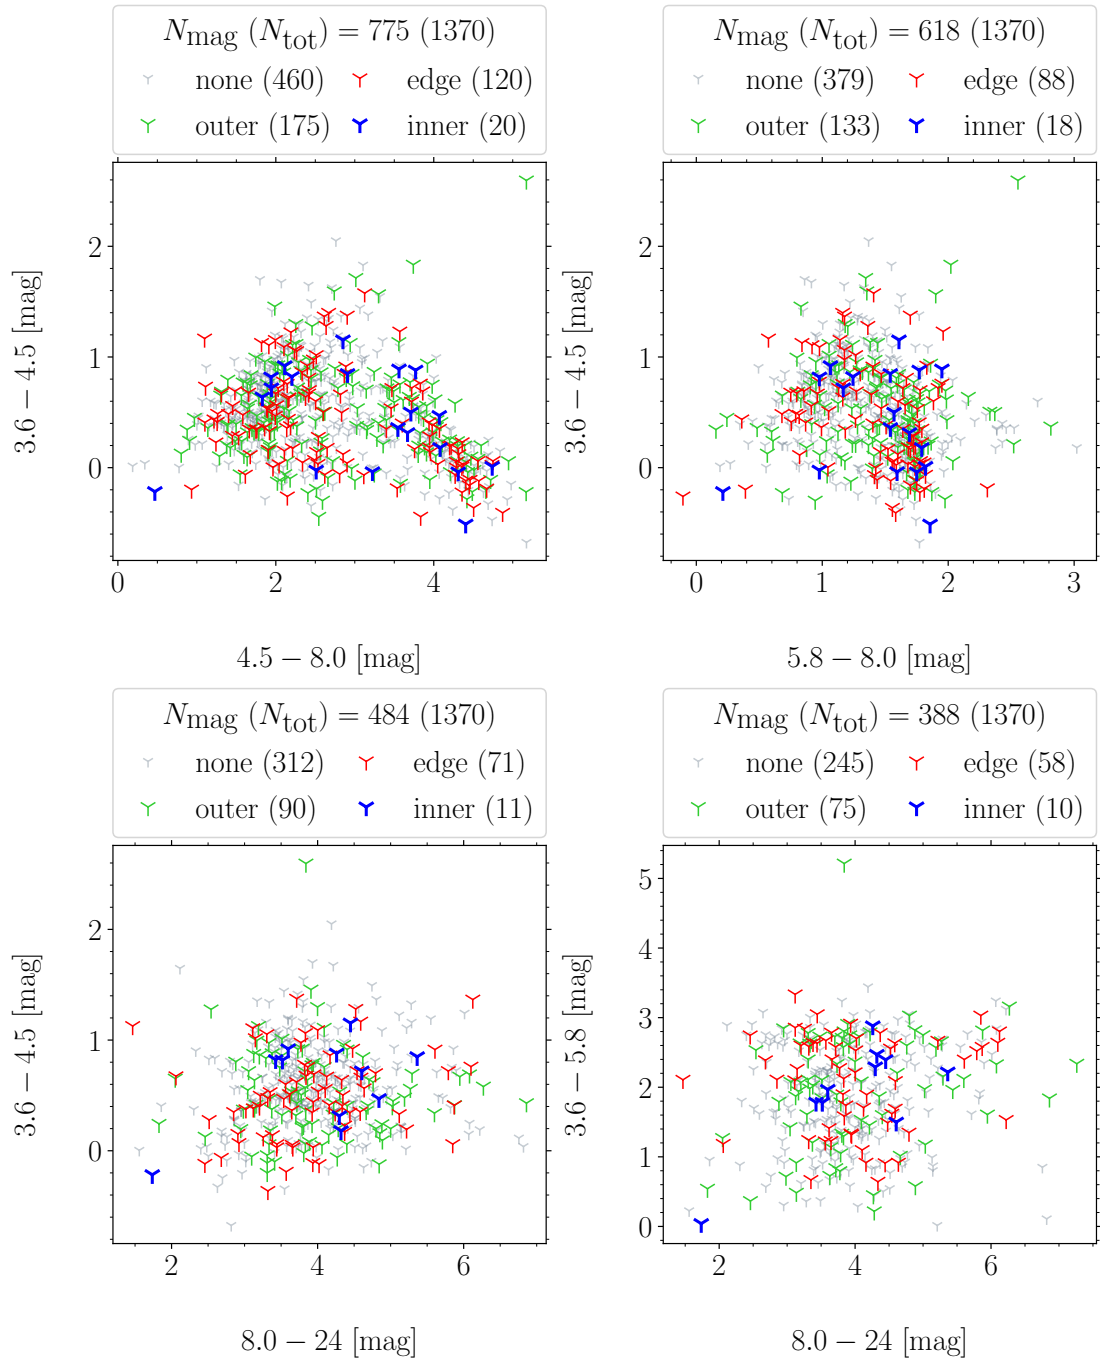 N_mag (N_tot) = 775 (1370)
none (460) edge (120)
outer (175) inner (20)
N_mag (N_tot) = 618 (1370)
none (379) edge (88)
outer (133) inner (18)
3.6 − 4.5 [mag]
2
1
0
0 2 4
4.5 − 8.0 [mag]
3.6 − 4.5 [mag]
2
1
0
0 1 2 3
5.8 − 8.0 [mag]
N_mag (N_tot) = 484 (1370)
none (312) edge (71)
outer (90) inner (11)
N_mag (N_tot) = 388 (1370)
none (245) edge (58)
outer (75) inner (10)
3.6 − 4.5 [mag]
2
1
0
2 4 6
8.0 − 24 [mag]
3.6 − 5.8 [mag]
5
4
3
2
1
0
2 4 6
8.0 − 24 [mag]